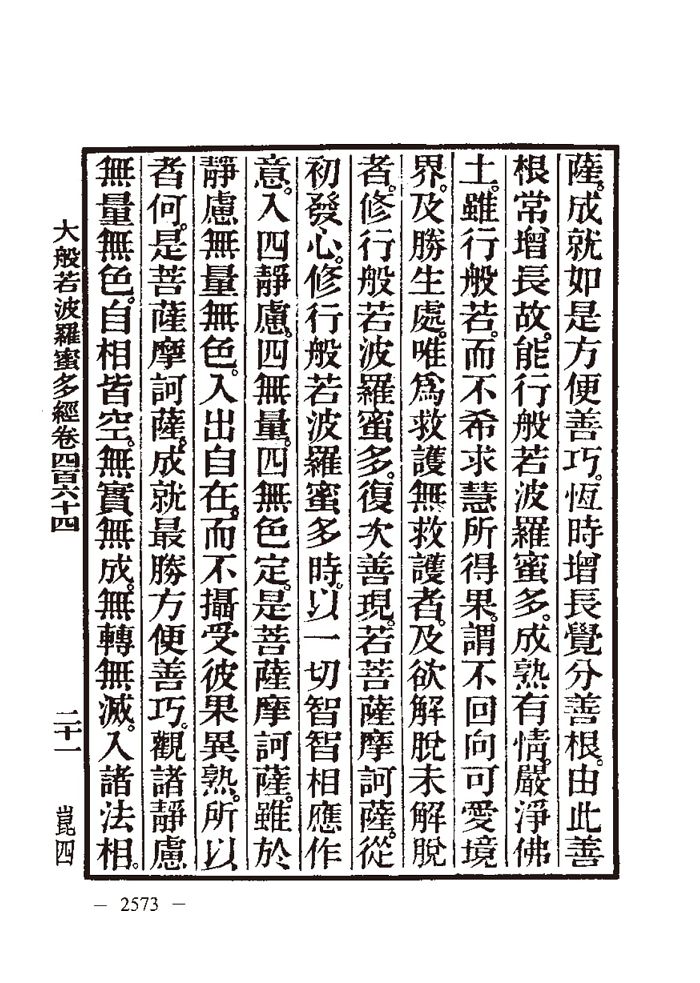 薩。成就如是方便善巧。恆時增長覺分善根。由此善
根常增長故。能行般若波羅蜜多。成熟有情。嚴淨佛
土。雖行般若。而不希求慧所得果。謂不回向可愛境
界。及勝生處。唯為救護無救護者。及欲解脫未解脫
者。修行般若波羅蜜多。復次善現。若菩薩摩訶薩。從
初發心。修行般若波羅蜜多時。以一切智智相應作
意。入四靜慮。四無量。四無色定。是菩薩摩訶薩。雖於
靜慮無量無色。入出自在。而不攝受彼果異熟。所以
者何。是菩薩摩訶薩。成就最勝方便善巧。觀諸靜慮
無量無色。自相皆空。無實無成。無轉無滅。入諸法相。
大般若波羅蜜多經卷四百六十四 二十一 崑四
— 2573 —